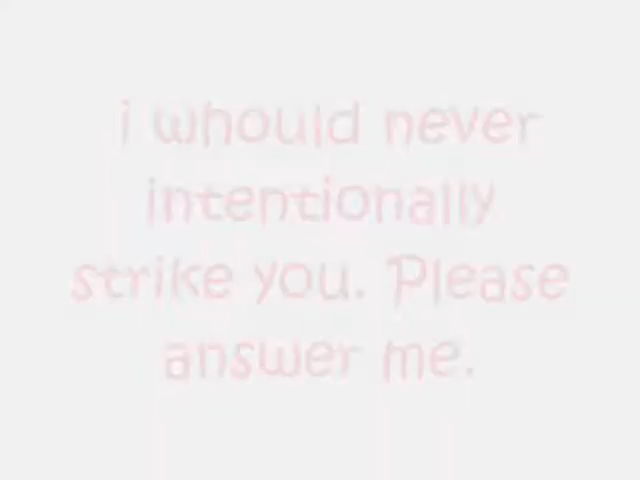 i whould never
intentionally
strike you. Please
answer me.